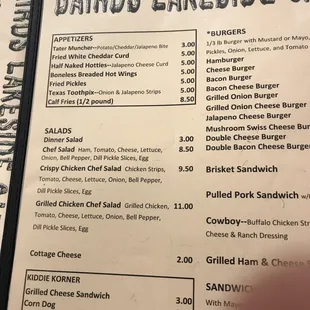 LAKESIDE
APPETIZERS
Tater Muncher--Potato/Cheddar/Jalapeno Bite 3.00
Fried White Cheddar Curd 5.00
Half Naked Hotties--Jalapeno Cheese Curd 5.00
Boneless Breaded Hot Wings 5.00
Fried Pickles 5.00
Texas Toothpix--Onion & Jalapeno Strips 5.00
Calf Fries (1/2 pound) 8.50
SALADS
Dinner Salad 3.00
Chef Salad Ham, Tomato, Cheese, Lettuce, 8.50
Onion, Bell Pepper, Dill Pickle Slices, Egg
Crispy Chicken Chef Salad Chicken Strips, 9.50
Tomato, Cheese, Lettuce, Onion, Bell Pepper,
Dill Pickle Slices, Egg
Grilled Chicken Chef Salad Grilled Chicken, 11.00
Tomato, Cheese, Lettuce, Onion, Bell Pepper,
Dill Pickle Slices, Egg
Cottage Cheese 2.00
KIDDIE KORNER
Grilled Cheese Sandwich 3.00
Corn Dog
*BURGERS
1/3 lb Burger with Mustard or Mayo,
Pickles, Onion, Lettuce, and Tomato
Hamburger
Cheese Burger
Bacon Burger
Bacon Cheese Burger
Grilled Onion Burger
Grilled Onion Cheese Burger
Jalapeno Cheese Burger
Mushroom Swiss Cheese Burger
Double Cheese Burger
Double Bacon Cheese Burger
Brisket Sandwich
Pulled Pork Sandwich
Cowboy--Buffalo Chicken
Cheese & Ranch Dressing
Grilled Ham & Cheese
SANDW
With Mayo
LAKESIDE